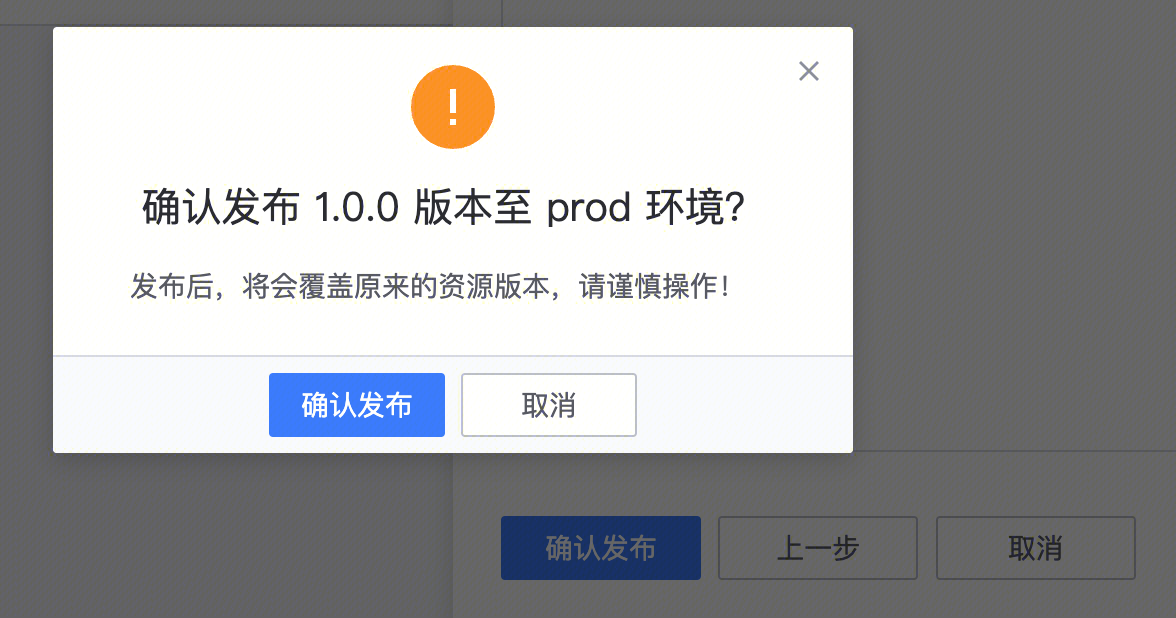 确认发布 1.0.0 版本至 prod 环境?
发布后，将会覆盖原来的资源版本，请谨慎操作！
确认发布 取消
确认发布 上一步 取消